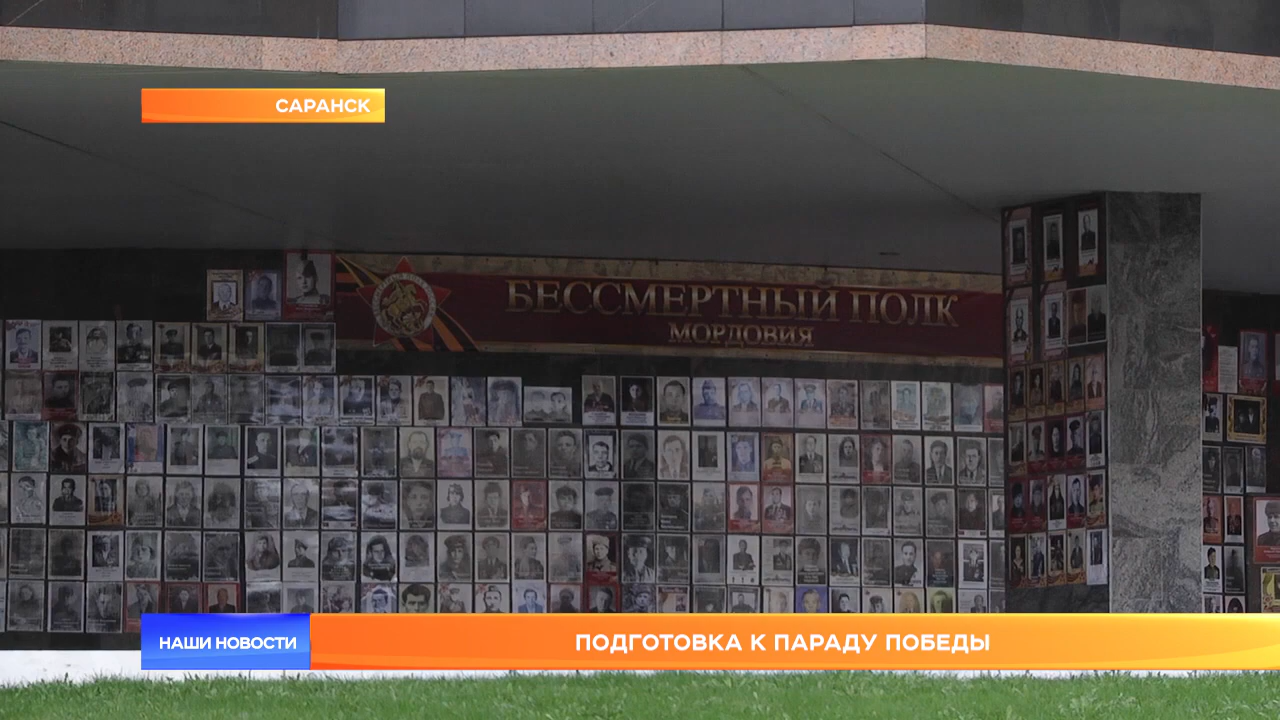 САРАНСК
БЕССМЕРТНЫЙ ПОЛК
МОРДОВИЯ
НАШИ НОВОСТИ
ПОДГОТОВКА К ПАРАДУ ПОБЕДЫ